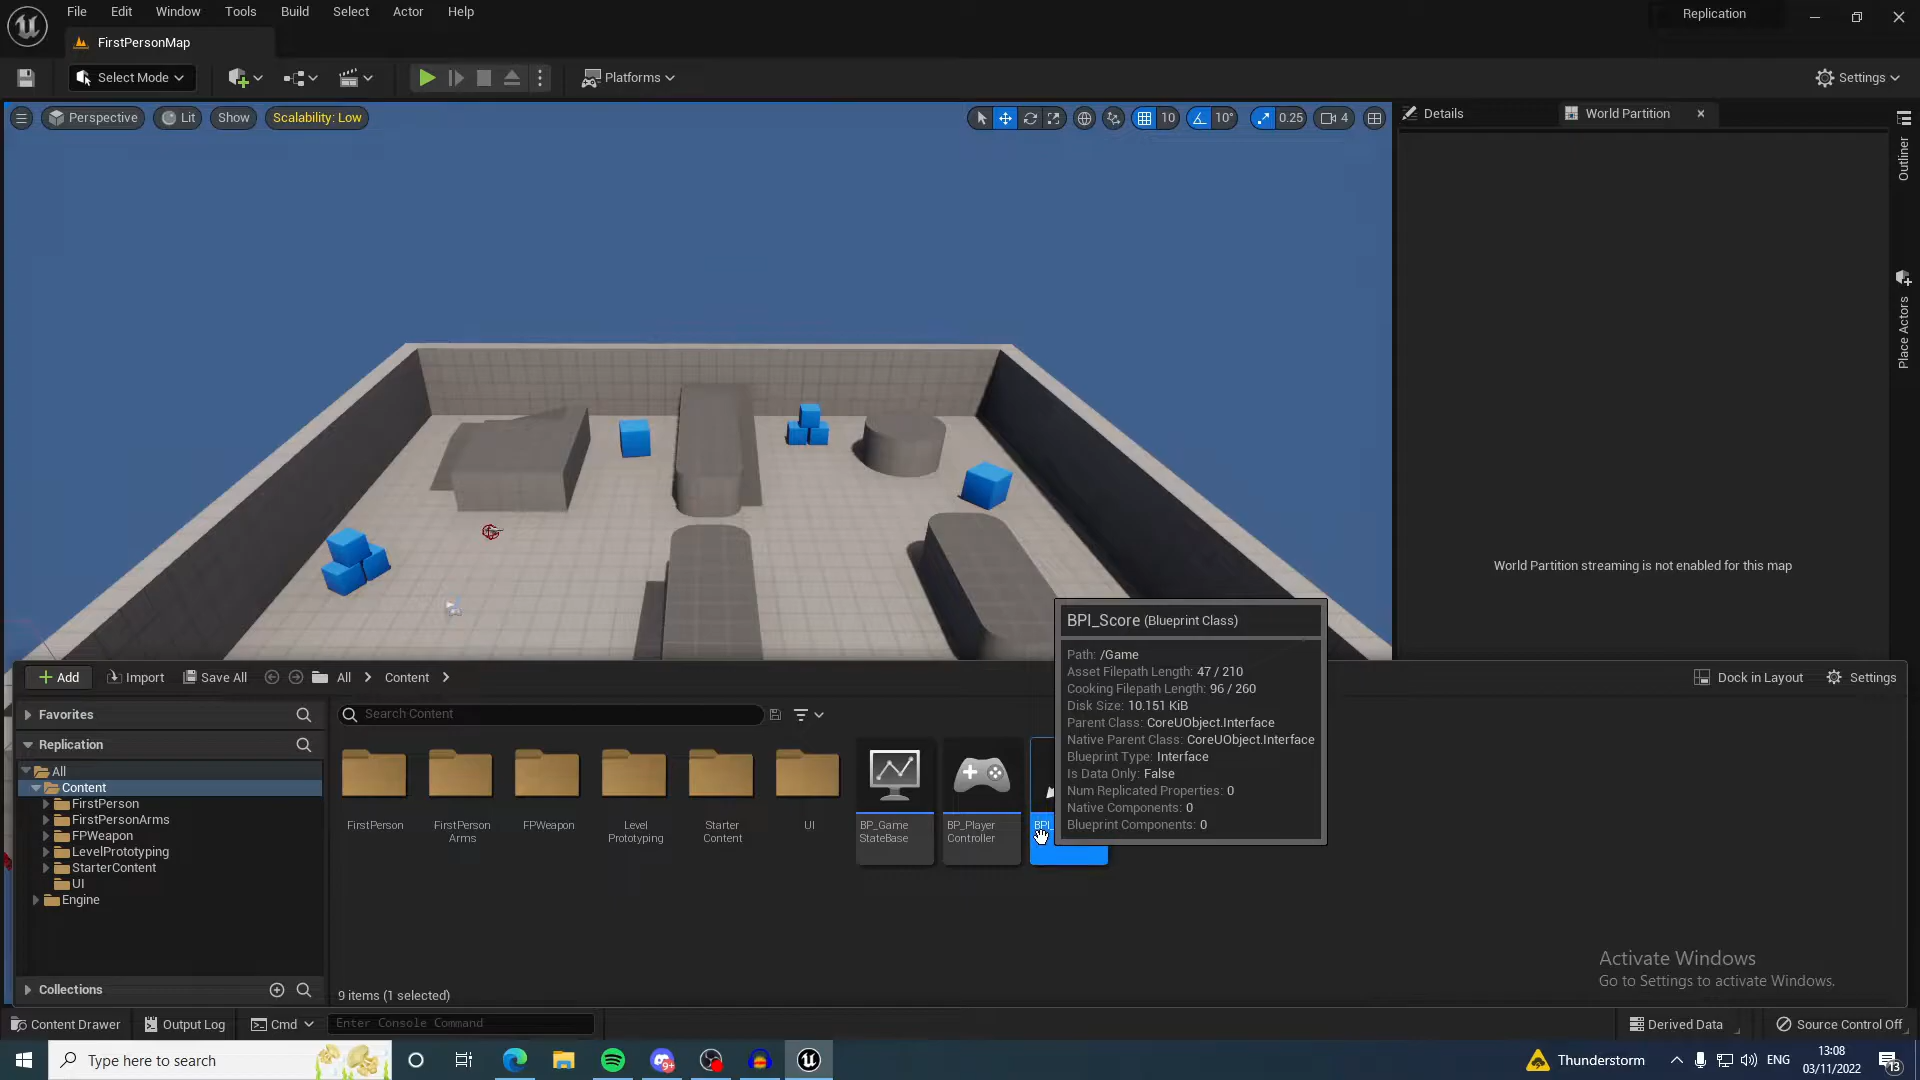 File Edit Window Tools Build Select Actor Help
Replication
FirstPersonMap
Select Mode
Platforms
Settings
Perspective
Lit
Show
Scalability: Low
10
10°
0.25
4
Details
World Partition
Outliner
Place Actors
World Partition streaming is not enabled for this map
BPI_Score (Blueprint Class)
Path: /Game
Asset Filepath Length: 47 / 210
Cooking Filepath Length: 96 / 260
Disk Size: 10.151 KiB
Parent Class: CoreUObject.Interface
Native Parent Class: CoreUObject.Interface
Blueprint Type: Interface
Is Data Only: False
Num Replicated Properties: 0
Native Components: 0
Blueprint Components: 0
Add
Import
Save All
All
Content
Dock in Layout
Settings
Favorites
Search Content
Replication
All
Content
FirstPerson
FirstPersonArms
FPWeapon
LevelPrototyping
StarterContent
UI
Engine
Collections
FirstPerson
FirstPerson
Arms
FPWeapon
Level
Prototyping
Starter
Content
UI
BP_Game
StateBase
BP_Player
Controller
9 items (1 selected)
Activate Windows
Go to Settings to activate Windows.
Content Drawer
Output Log
Cmd
Enter Console Command
Derived Data
Source Control Off
Type here to search
9+
Thunderstorm
ENG
13:08
03/11/2022
13